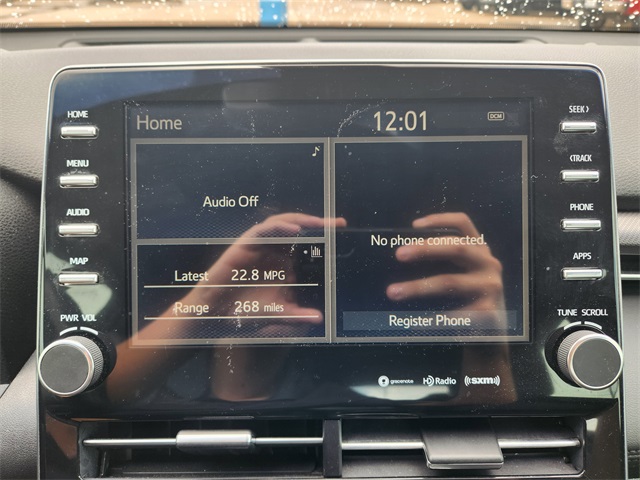 HOME
MENU
AUDIO
MAP
PWR VOL
Home
12:01
DCM
Audio Off
Latest 22.8 MPG
Range 268 miles
No phone connected.
Register Phone
gracenote HD Radio ((SXM))
SEEK >
< TRACK
PHONE
APPS
TUNE SCROLL